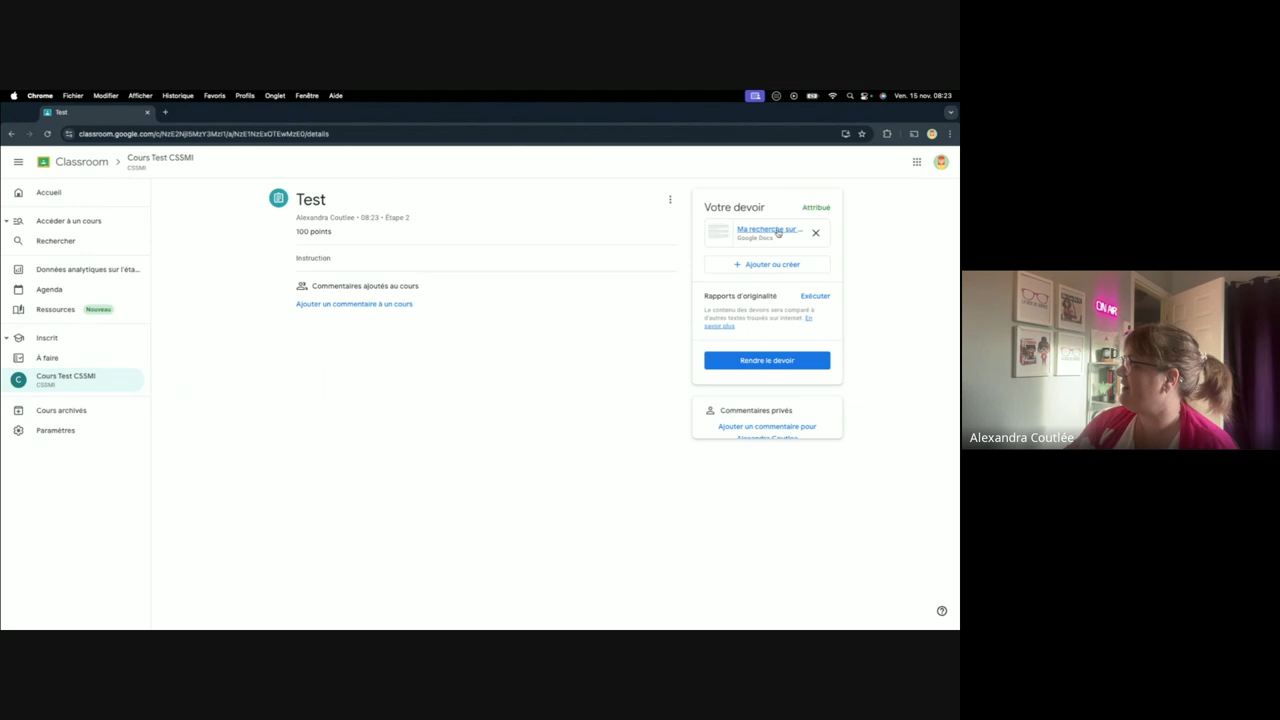 Chrome Fichier Modifier Afficher Historique Favoris Profils Onglet Fenêtre Aide Ven. 15 nov. 08:23
Test
classroom.google.com/c/NzE2NjI5MzY3MzI1/a/NzE1NzExOTEwMzE0/details
Classroom
Cours Test CSSMI
CSSMI
Accueil
Accéder à un cours
Rechercher
Données analytiques sur l'éta...
Agenda
Ressources Nouveau
Inscrit
À faire
C
Cours Test CSSMI
CSSMI
Cours archivés
Paramètres
Test
Alexandra Coutlee • 08:23 • Étape 2
100 points
Instruction
Commentaires ajoutés au cours
Ajouter un commentaire à un cours
Votre devoir Attribué
Ma recherche sur ...
Google Docs
Ajouter ou créer
Rapports d'originalité Exécuter
Le contenu des devoirs sera comparé à
d'autres textes trouvés sur Internet. En
savoir plus
Rendre le devoir
Commentaires privés
Ajouter un commentaire pour
Alexandra Coutlee
ON AIR
Alexandra Coutlée